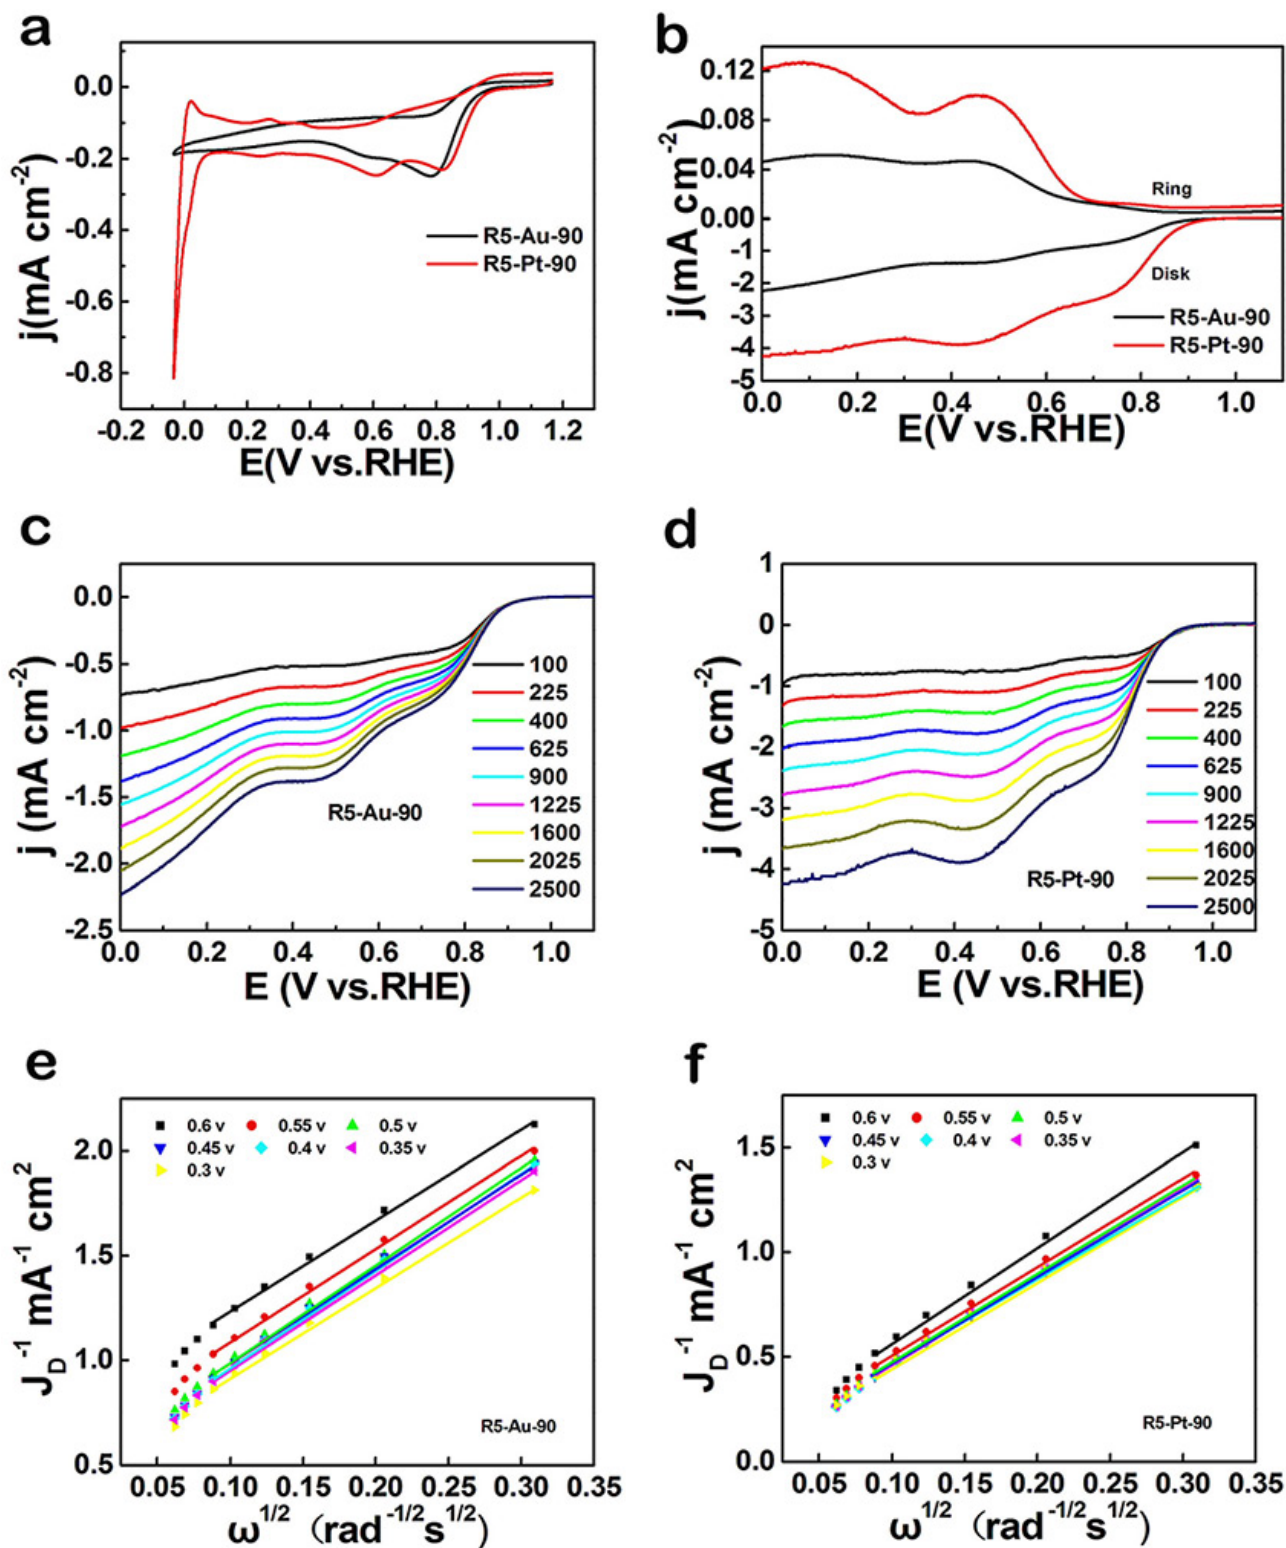 a
0.0
-0.2
-0.4
-0.6
-0.8
j(mA cm-2)
R5-Au-90
R5-Pt-90
-0.2 0.0 0.2 0.4 0.6 0.8 1.0 1.2
E(V vs.RHE)
b
0.12
0.08
0.04
0.00
-1
-2
-3
-4
-5
j(mA cm-2)
j(mA cm-2)
Ring
Disk
R5-Au-90
R5-Pt-90
0.0 0.2 0.4 0.6 0.8 1.0
E(V vs.RHE)
c
0.0
-0.5
-1.0
-1.5
-2.0
-2.5
j (mA cm-2)
100
225
400
625
900
1225
1600
2025
2500
R5-Au-90
0.0 0.2 0.4 0.6 0.8 1.0
E (V vs.RHE)
d
1
0
-1
-2
-3
-4
-5
j (mA cm-2)
100
225
400
625
900
1225
1600
2025
2500
R5-Pt-90
0.0 0.2 0.4 0.6 0.8 1.0
E (V vs.RHE)
e
2.0
1.5
1.0
0.5
JD-1 mA-1 cm2
0.6 v 0.55 v 0.5 v
0.45 v 0.4 v 0.35 v
0.3 v
R5-Au-90
0.05 0.10 0.15 0.20 0.25 0.30 0.35
ω1/2 (rad-1/2s1/2)
f
1.5
1.0
0.5
0.0
JD-1 mA-1 cm2
0.6 v 0.55 v 0.5 v
0.45 v 0.4 v 0.35 v
0.3 v
R5-Pt-90
0.05 0.10 0.15 0.20 0.25 0.30 0.35
ω1/2 (rad-1/2s1/2)